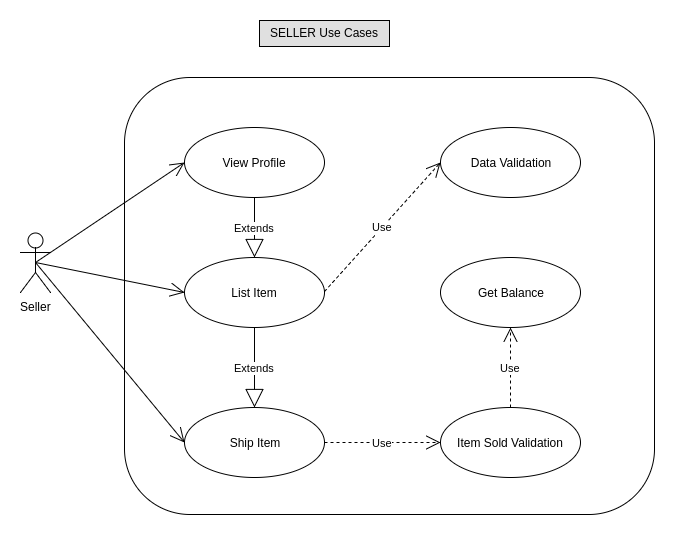 SELLER Use Cases
View Profile
Data Validation
Extends
Use
List Item
Get Balance
Seller
Extends
Use
Ship Item
Use
Item Sold Validation